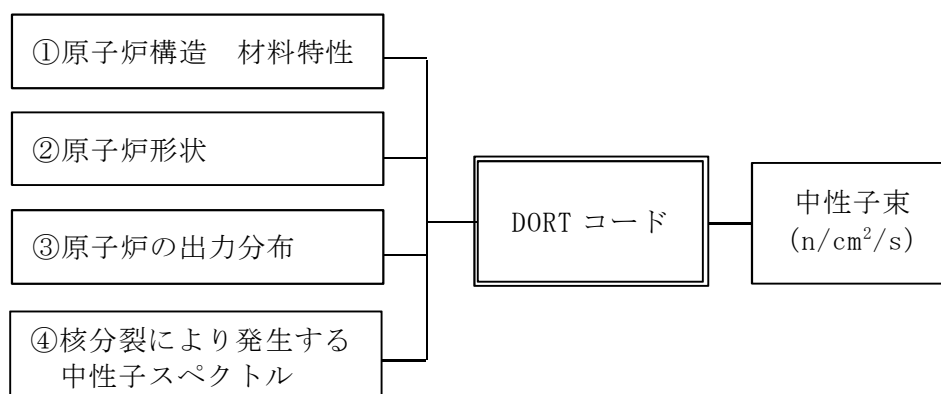 ①原子炉構造　材料特性
②原子炉形状
③原子炉の出力分布
④核分裂により発生する
中性子スペクトル
DORT コード
中性子束
(n/cm²/s)